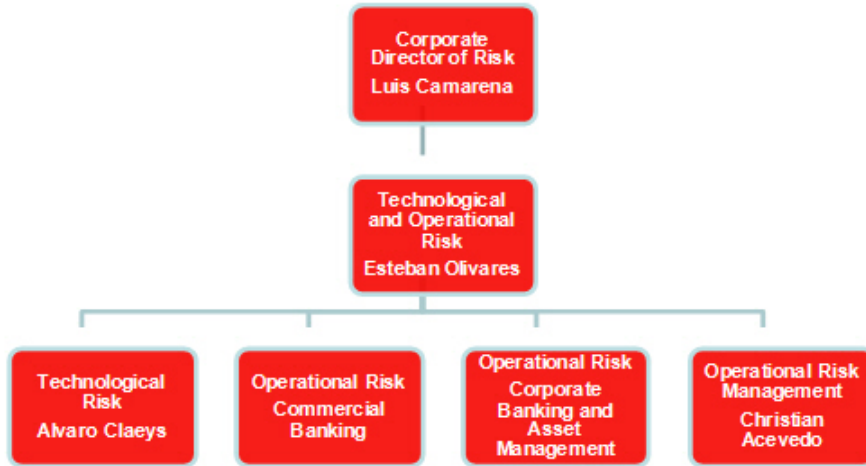 Corporate
Director of Risk
Luis Camarena
Technological
and Operational
Risk
Esteban Olivares
Technological
Risk
Alvaro Claeys
Operational Risk
Commercial
Banking
Operational Risk
Corporate
Banking and
Asset
Management
Operational Risk
Management
Christian
Acevedo